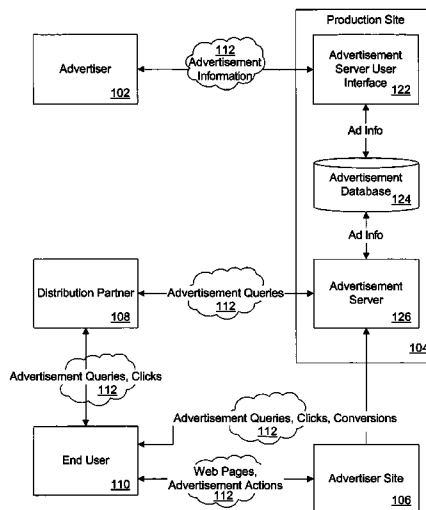 Production Site
Advertiser
102
112
Advertisement
Information
Advertisement
Server User
Interface
122
Ad Info
Advertisement
Database
124
Ad Info
Distribution Partner
108
Advertisement Queries
112
Advertisement
Server
126
104
Advertisement Queries, Clicks
112
Advertisement Queries, Clicks, Conversions
112
End User
110
Web Pages,
Advertisement Actions
112
Advertiser Site
106